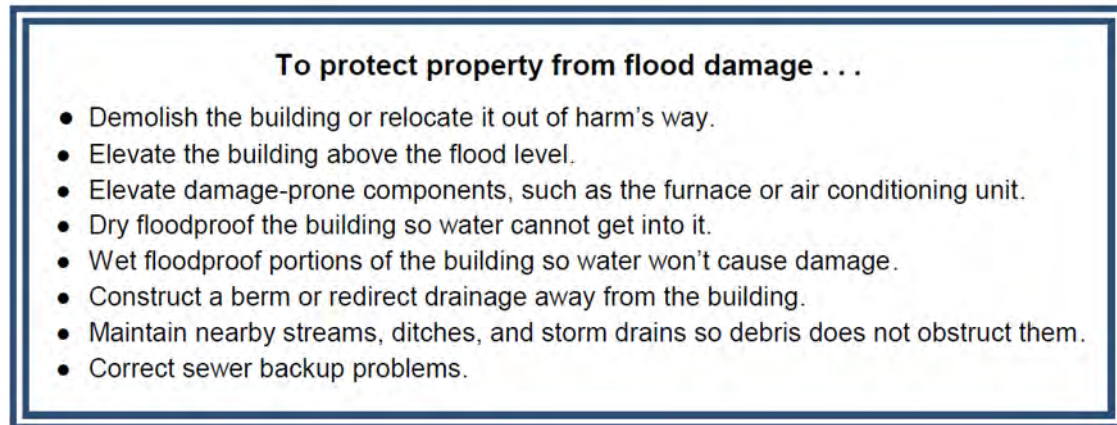 To protect property from flood damage . . .
● Demolish the building or relocate it out of harm's way.
● Elevate the building above the flood level.
● Elevate damage-prone components, such as the furnace or air conditioning unit.
● Dry floodproof the building so water cannot get into it.
● Wet floodproof portions of the building so water won't cause damage.
● Construct a berm or redirect drainage away from the building.
● Maintain nearby streams, ditches, and storm drains so debris does not obstruct them.
● Correct sewer backup problems.